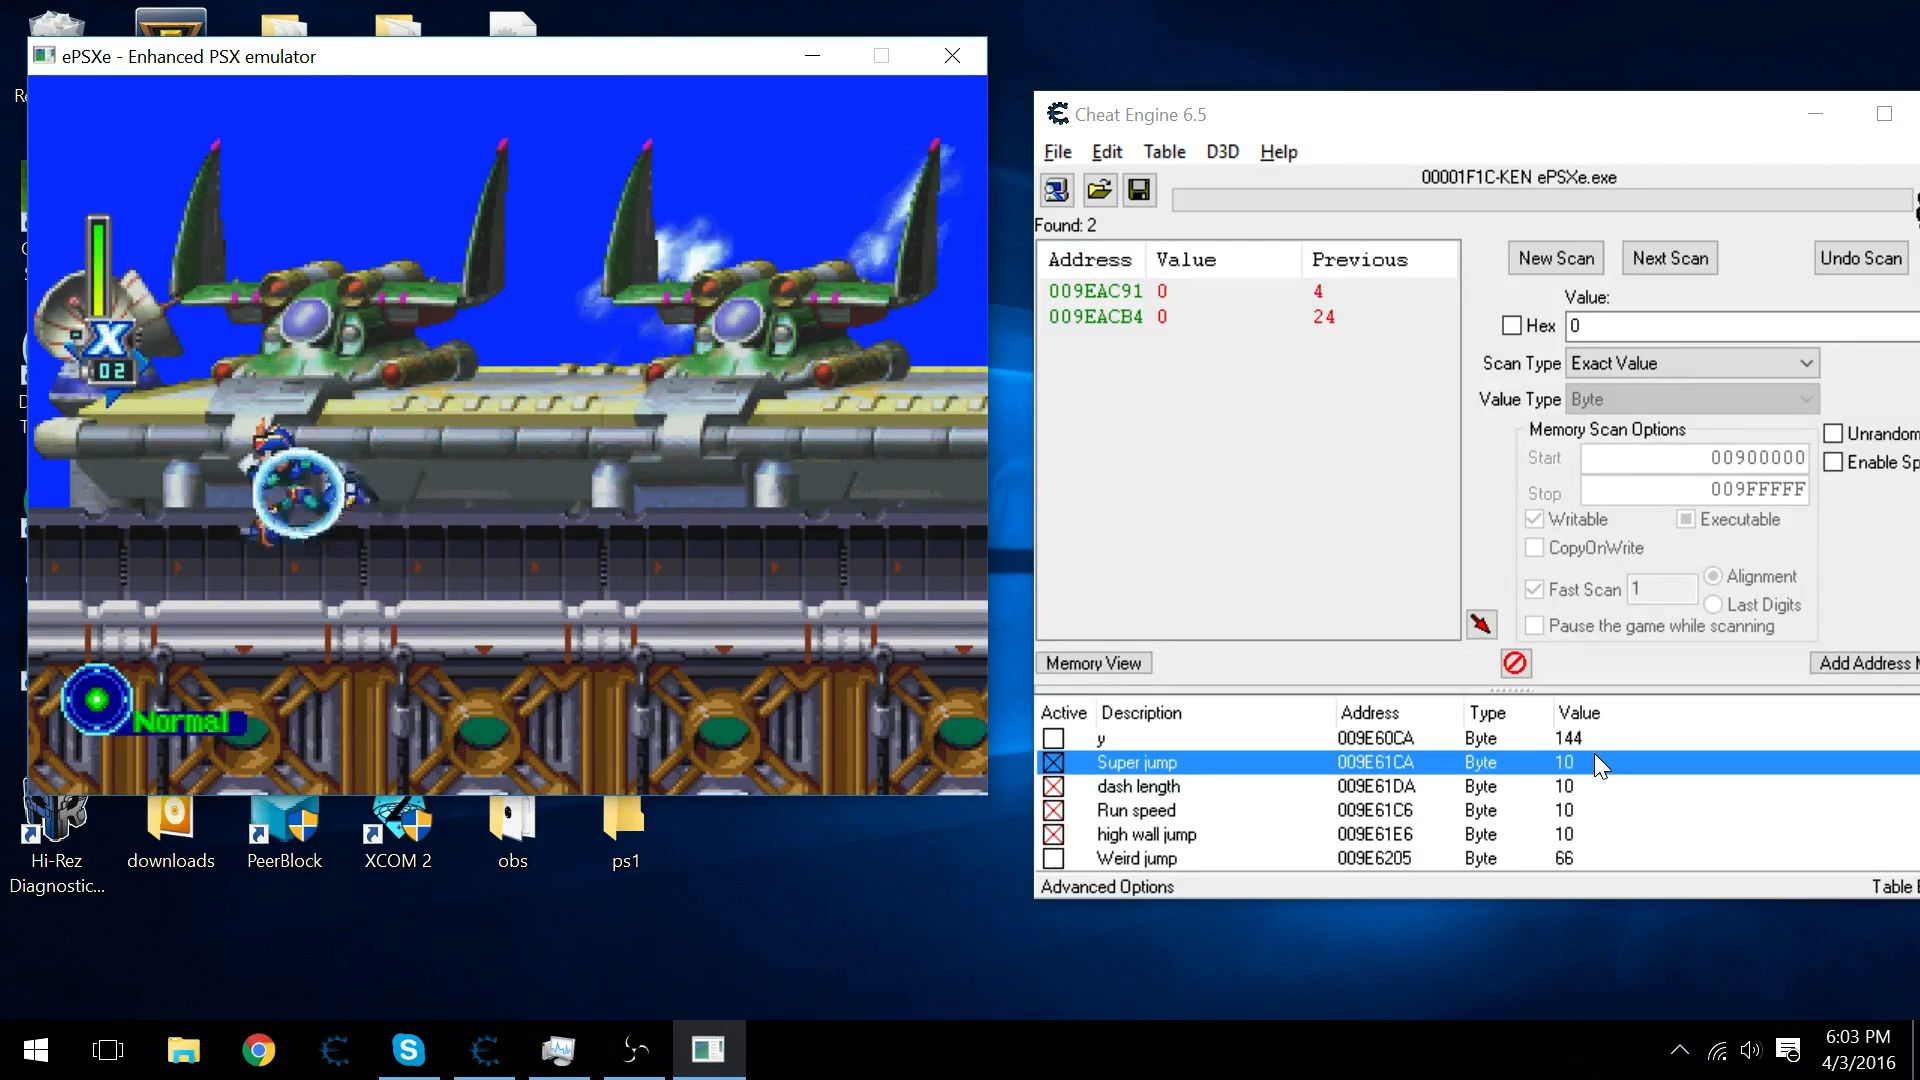 ePSXe - Enhanced PSX emulator
X
02
Normal
Cheat Engine 6.5
File Edit Table D3D Help
00001F1C-KEN ePSXe.exe
Found: 2
Address Value Previous
009EAC91 0 4
009EACB4 0 24
New Scan Next Scan Undo Scan
Value:
Hex 0
Scan Type Exact Value
Value Type Byte
Memory Scan Options
Start 00900000
Stop 009FFFFF
Writable Executable
CopyOnWrite
Fast Scan 1 Alignment
Last Digits
Pause the game while scanning
Unrandom
Enable Sp
Memory View Add Address M
Active Description Address Type Value
y 009E60CA Byte 144
Super jump 009E61CA Byte 10
dash length 009E61DA Byte 10
Run speed 009E61C6 Byte 10
high wall jump 009E61E6 Byte 10
Weird jump 009E6205 Byte 66
Advanced Options Table E
Re
Hi-Rez
Diagnostic...
downloads
PeerBlock
XCOM 2
obs
ps1
6:03 PM
4/3/2016